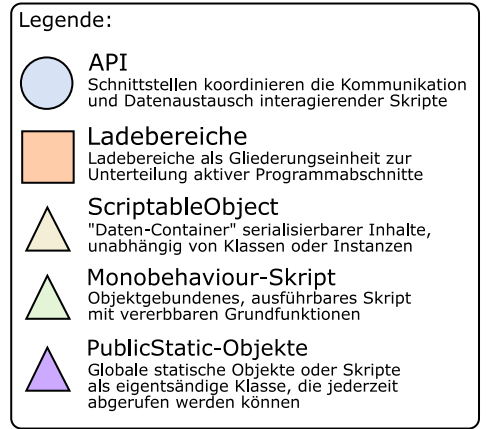 Legende:
API
Schnittstellen koordinieren die Kommunikation
und Datenaustausch interagierender Skripte
Ladebereiche
Ladebereiche als Gliederungseinheit zur
Unterteilung aktiver Programmabschnitte
ScriptableObject
"Daten-Container" serialisierbarer Inhalte,
unabhängig von Klassen oder Instanzen
Monobehaviour-Skript
Objektgebundenes, ausführbares Skript
mit vererbbaren Grundfunktionen
PublicStatic-Objekte
Globale statische Objekte oder Skripte
als eigentsändige Klasse, die jederzeit
abgerufen werden können